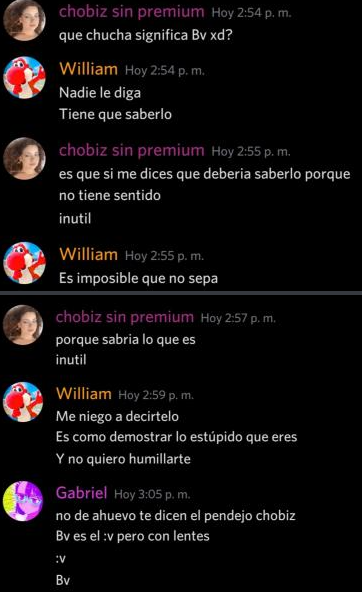 chobiz sin premium Hoy 2:54 p. m.
que chucha significa Bv xd?
William Hoy 2:54 p. m.
Nadie le diga
Tiene que saberlo
chobiz sin premium Hoy 2:55 p. m.
es que si me dices que deberia saberlo porque
no tiene sentido
inutil
William Hoy 2:55 p. m.
Es imposible que no sepa
chobiz sin premium Hoy 2:57 p. m.
porque sabria lo que es
inutil
William Hoy 2:59 p. m.
Me niego a decirtelo
Es como demostrar lo estúpido que eres
Y no quiero humillarte
Gabriel Hoy 3:05 p. m.
no de ahuevo te dicen el pendejo chobiz
Bv es el :v pero con lentes
:v
Bv